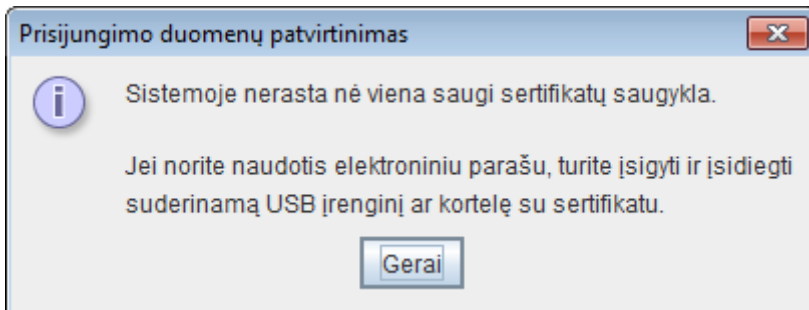 Prisijungimo duomenų patvirtinimas
Sistemoje nerasta nė viena saugi sertifikatų saugykla.
Jei norite naudotis elektroniniu parašu, turite įsigyti ir įsidiegti
suderinamą USB įrenginį ar kortelę su sertifikatu.
Gerai